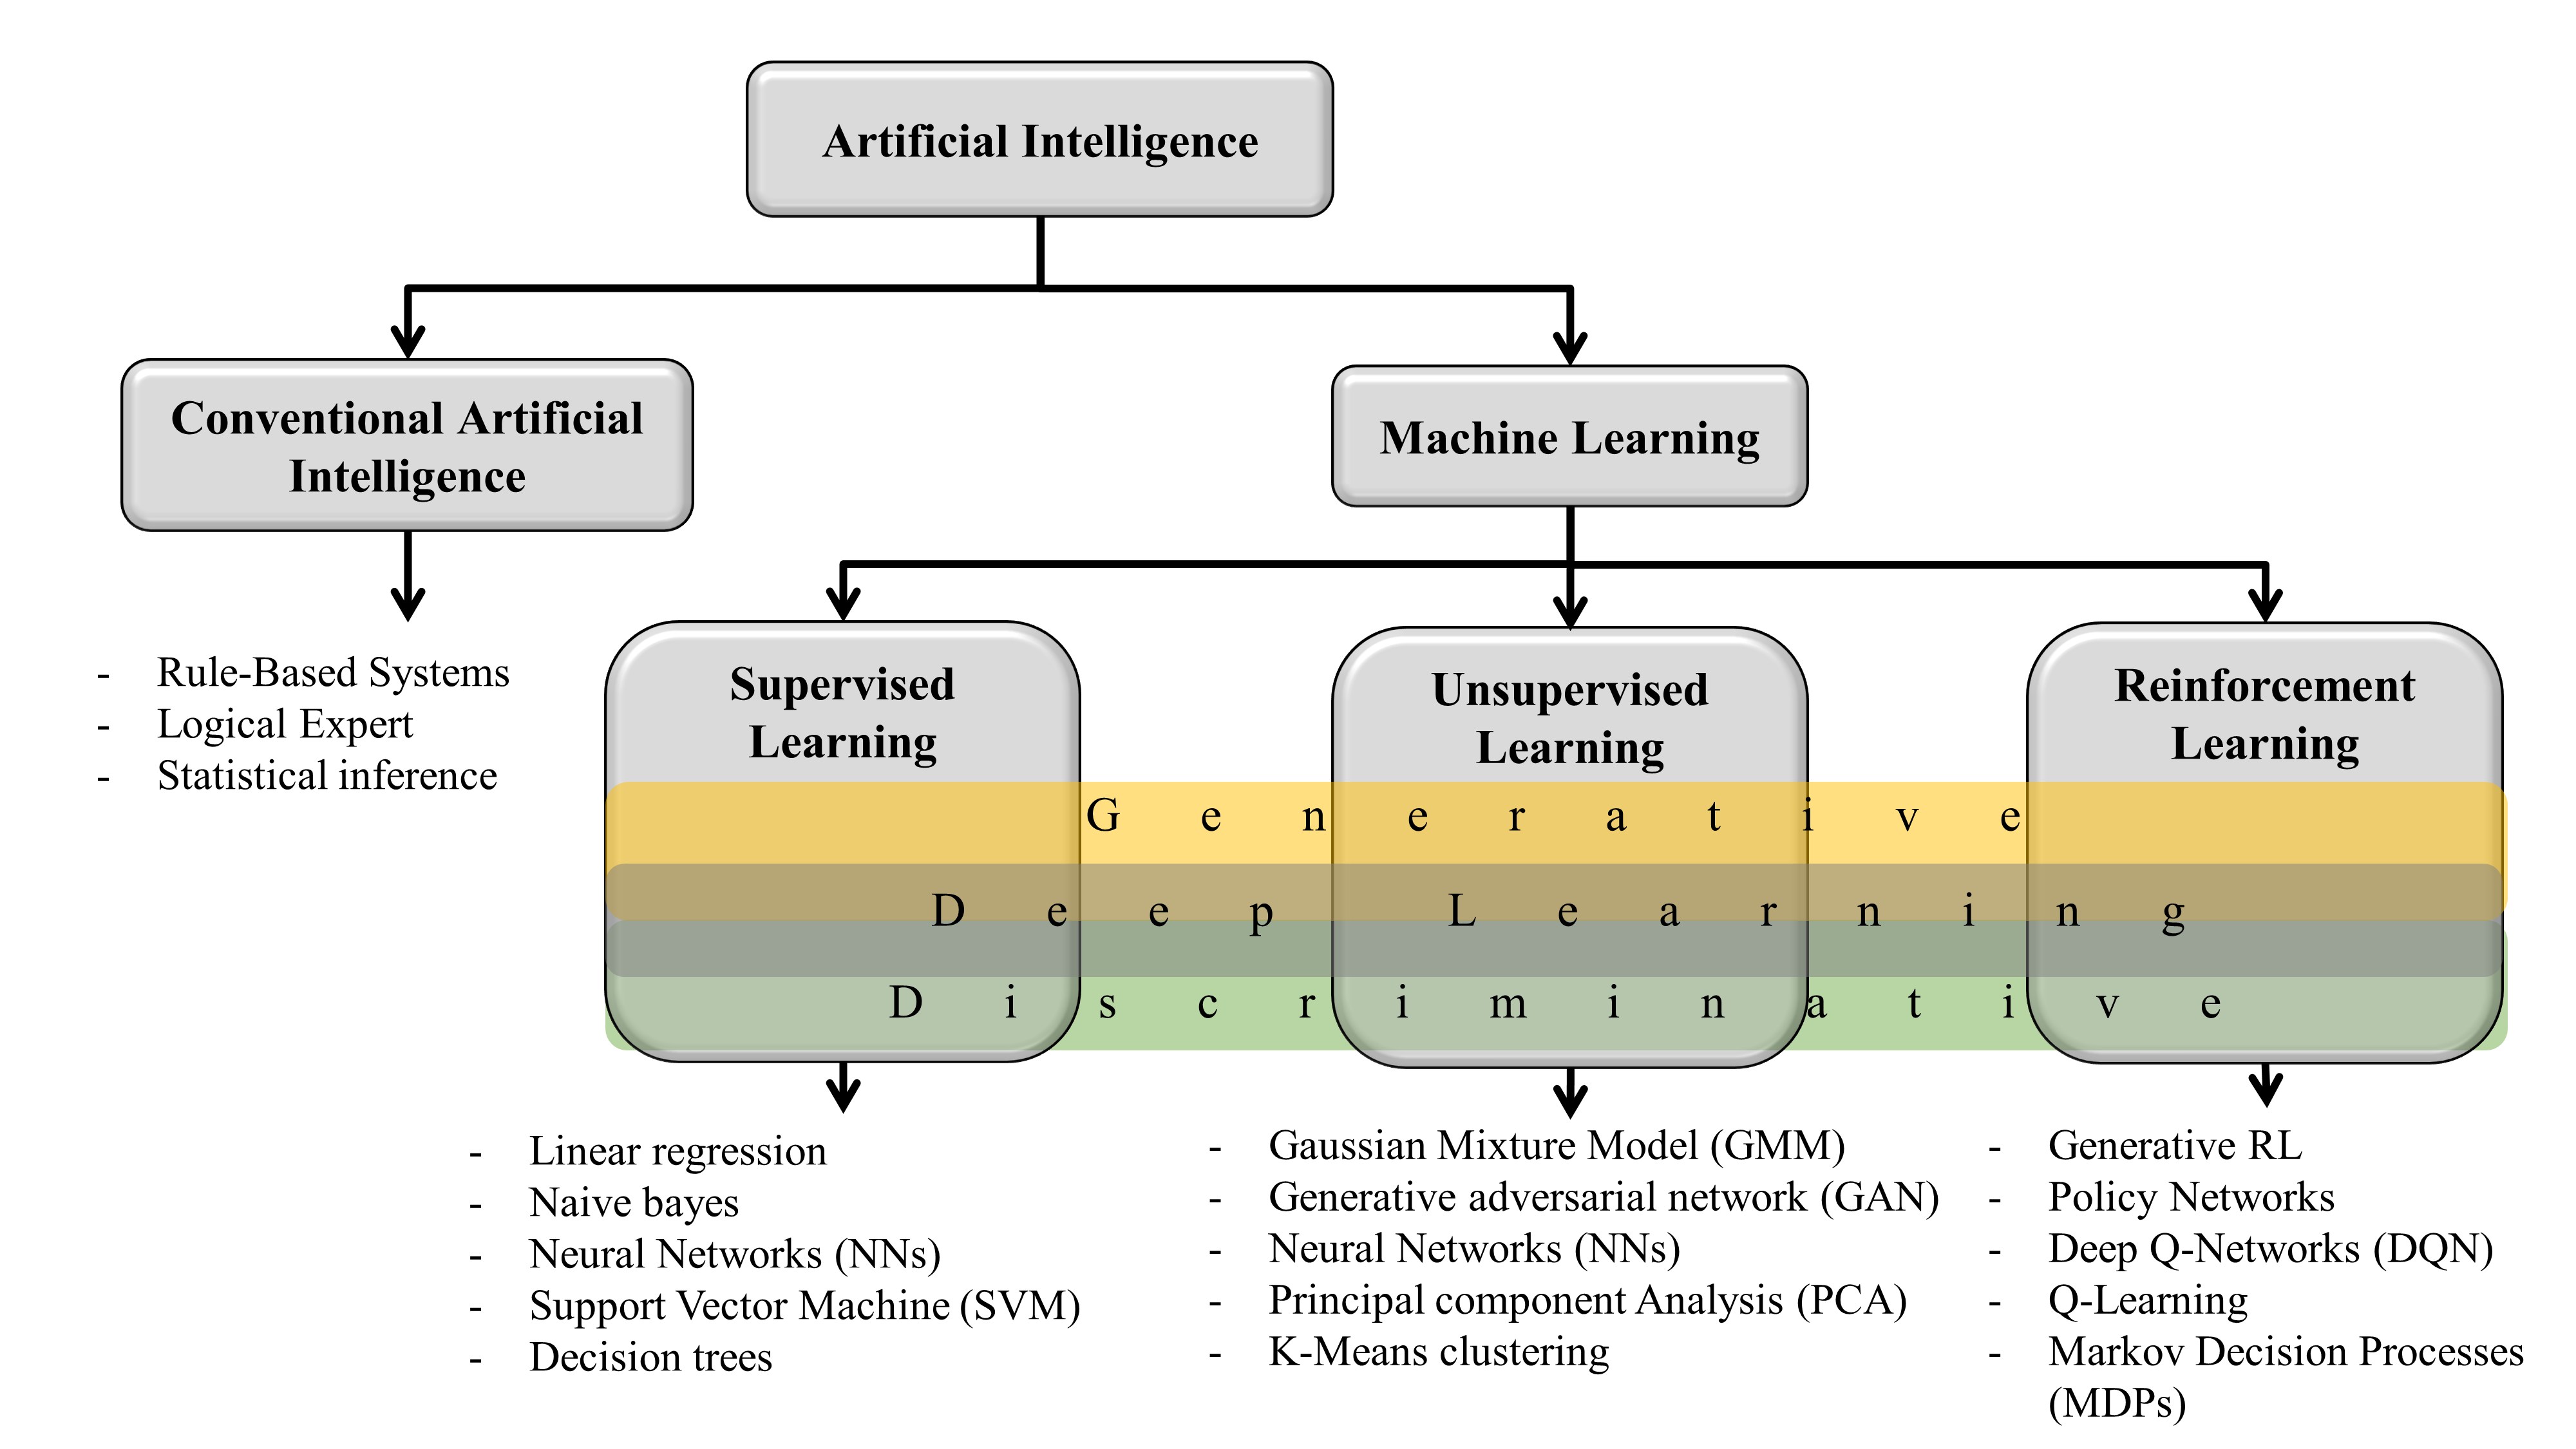 Artificial Intelligence
Conventional Artificial
Intelligence
Machine Learning
- Rule-Based Systems
- Logical Expert
- Statistical inference
Supervised
Learning
Unsupervised
Learning
Reinforcement
Learning
Generative
Deep Learning
Discriminative
- Linear regression
- Naive bayes
- Neural Networks (NNs)
- Support Vector Machine (SVM)
- Decision trees
- Gaussian Mixture Model (GMM)
- Generative adversarial network (GAN)
- Neural Networks (NNs)
- Principal component Analysis (PCA)
- K-Means clustering
- Generative RL
- Policy Networks
- Deep Q-Networks (DQN)
- Q-Learning
- Markov Decision Processes
(MDPs)